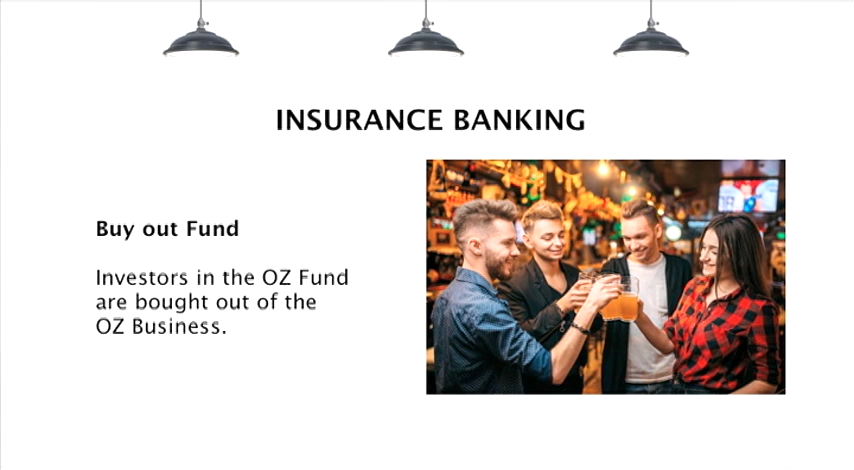 INSURANCE BANKING
Buy out Fund
Investors in the OZ Fund
are bought out of the
OZ Business.